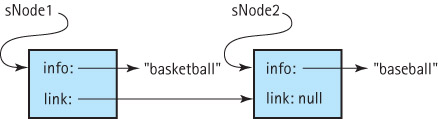 sNode1
sNode2
info:
"basketball"
info:
"baseball"
link:
link: null